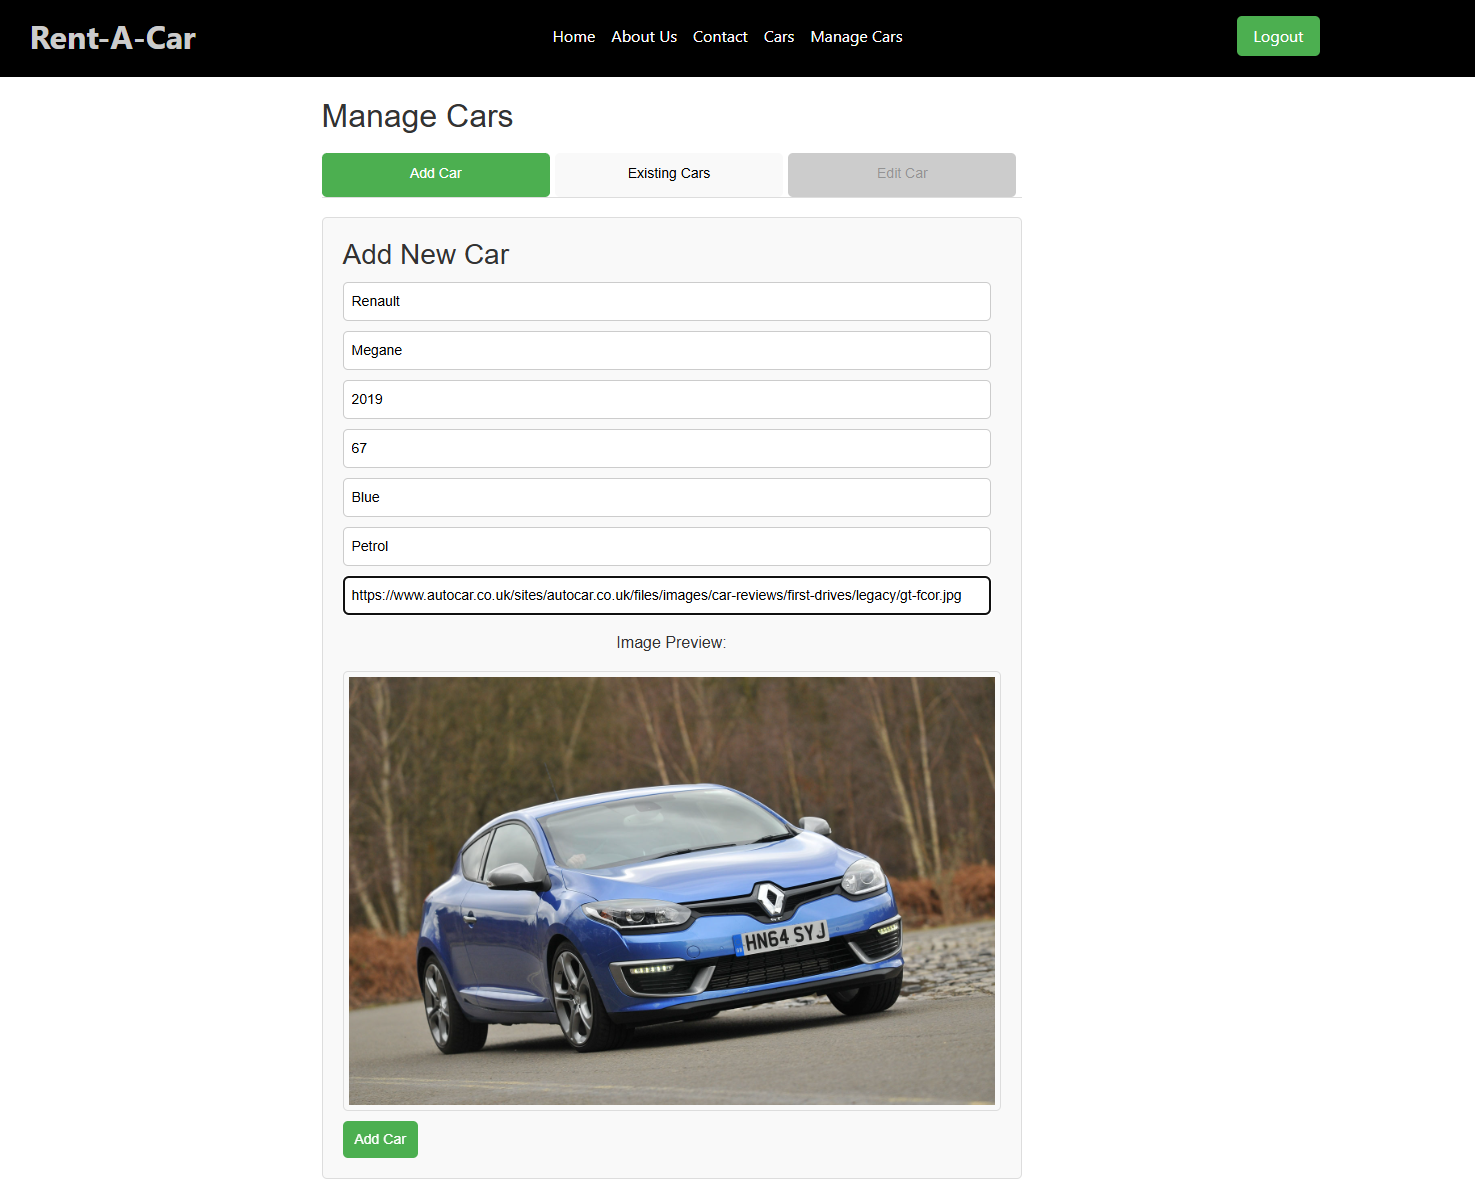 Rent-A-Car
Home About Us Contact Cars Manage Cars
Logout
Manage Cars
Add Car
Existing Cars
Edit Car
Add New Car
Renault
Megane
2019
67
Blue
Petrol
https://www.autocar.co.uk/sites/autocar.co.uk/files/images/car-reviews/first-drives/legacy/gt-fcor.jpg
Image Preview:
HN64 SYJ
Add Car